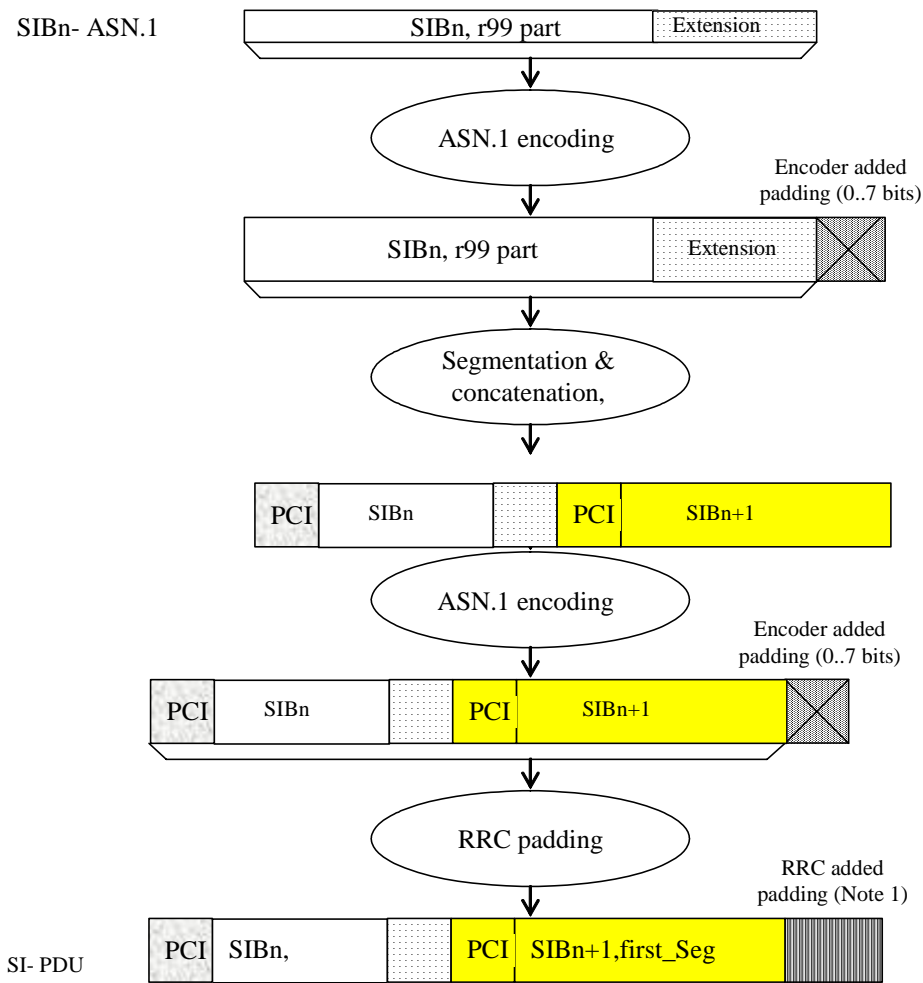 SIBn- ASN.1
SIBn, r99 part
Extension
ASN.1 encoding
Encoder added
padding (0..7 bits)
SIBn, r99 part
Extension
Segmentation &
concatenation,
PCI
SIBn
PCI
SIBn+1
ASN.1 encoding
Encoder added
padding (0..7 bits)
PCI
SIBn
PCI
SIBn+1
RRC padding
RRC added
padding (Note 1)
SI- PDU
PCI
SIBn,
PCI
SIBn+1,first_Seg